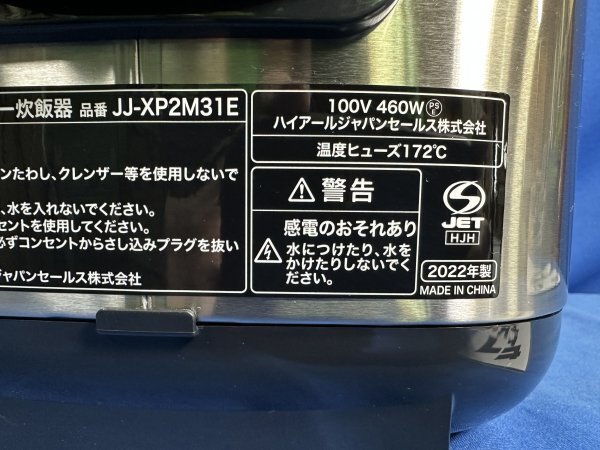 ー炊飯器 品番 JJ-XP2M31E
ンたわし、クレンザー等を使用しないで
、水を入れないでください。
セントを使用してください。
必ずコンセントからさし込みプラグを抜い
ジャパンセールス株式会社
100V 460W PS E
ハイアールジャパンセールス株式会社
温度ヒューズ172℃
警告
感電のおそれあり
水につけたり、水を
かけたりしないでく
ださい。
S
JET
HJH
2022年製
MADE IN CHINA